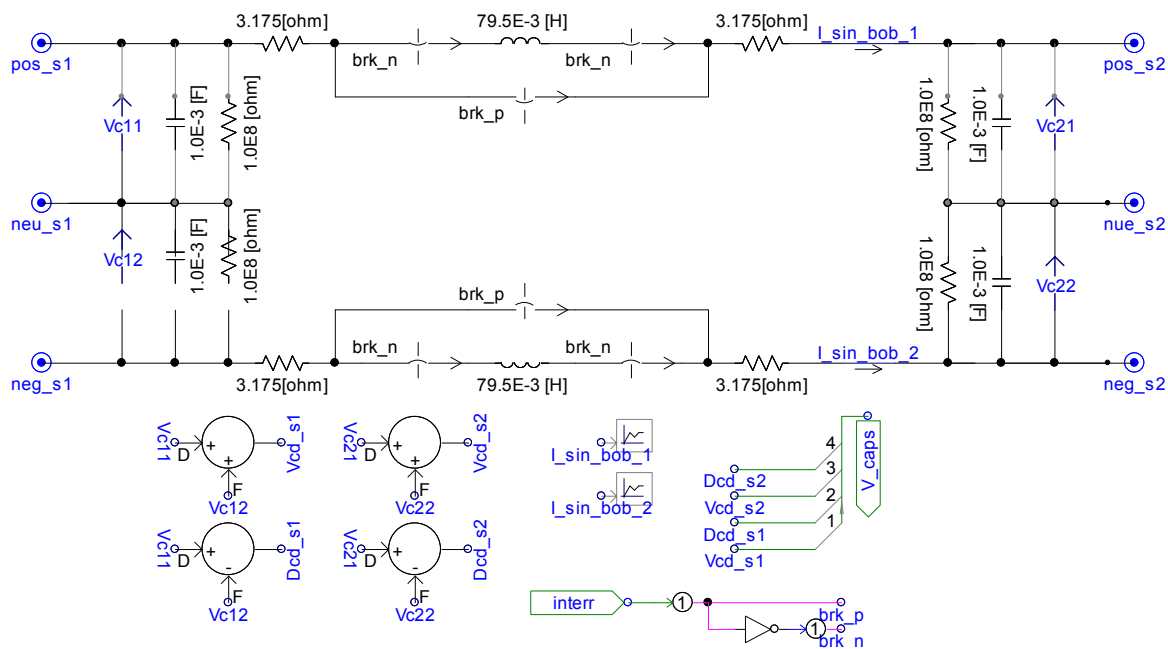 3.175[ohm]
79.5E-3 [H]
3.175[ohm]
I_sin_bob_1
pos_s1
brk_n
brk_n
pos_s2
brk_p
Vc11
1.0E-3 [F]
1.0E8 [ohm]
1.0E8 [ohm]
1.0E-3 [F]
Vc21
neu_s1
nue_s2
Vc12
1.0E-3 [F]
1.0E8 [ohm]
1.0E8 [ohm]
1.0E-3 [F]
Vc22
brk_p
brk_n
brk_n
I_sin_bob_2
neg_s1
3.175[ohm]
79.5E-3 [H]
3.175[ohm]
neg_s2
Vc11
D
+
+
F
Vc12
Vcd_s1
Vc21
D
+
+
F
Vc22
Vcd_s2
I_sin_bob_1
I_sin_bob_2
4
3
2
1
Dcd_s2
Vcd_s2
Dcd_s1
Vcd_s1
V_caps
Vc11
D
+
-
F
Vc12
Dcd_s1
Vc21
D
+
-
F
Vc22
Dcd_s2
interr
1
brk_p
1
brk_n